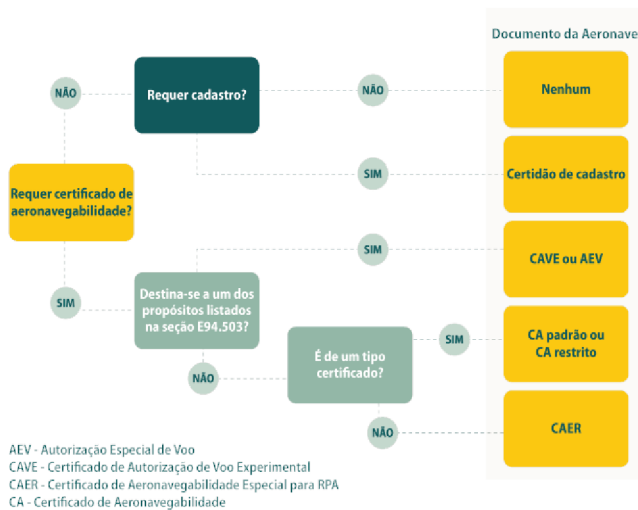 Documento da Aeronave
NÃO
Requer cadastro?
NÃO
Nenhum
SIM
Certidão de cadastro
Requer certificado de
aeronavegabilidade?
SIM
CAVE ou AEV
SIM
Destina-se a um dos
propósitos listados
na seção E94.503?
NÃO
É de um tipo
certificado?
SIM
CA padrão ou
CA restrito
NÃO
CAER
AEV - Autorização Especial de Voo
CAVE - Certificado de Autorização de Voo Experimental
CAER - Certificado de Aeronavegabilidade Especial para RPA
CA - Certificado de Aeronavegabilidade